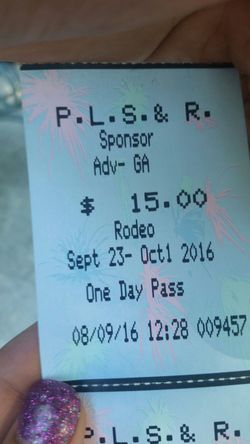 P.L.S.& R.
Sponsor
Adv- GA
$ 15.00
Rodeo
Sept 23- Oct1 2016
One Day Pass
08/09/16 12:28 009457
P.L.S.& R.